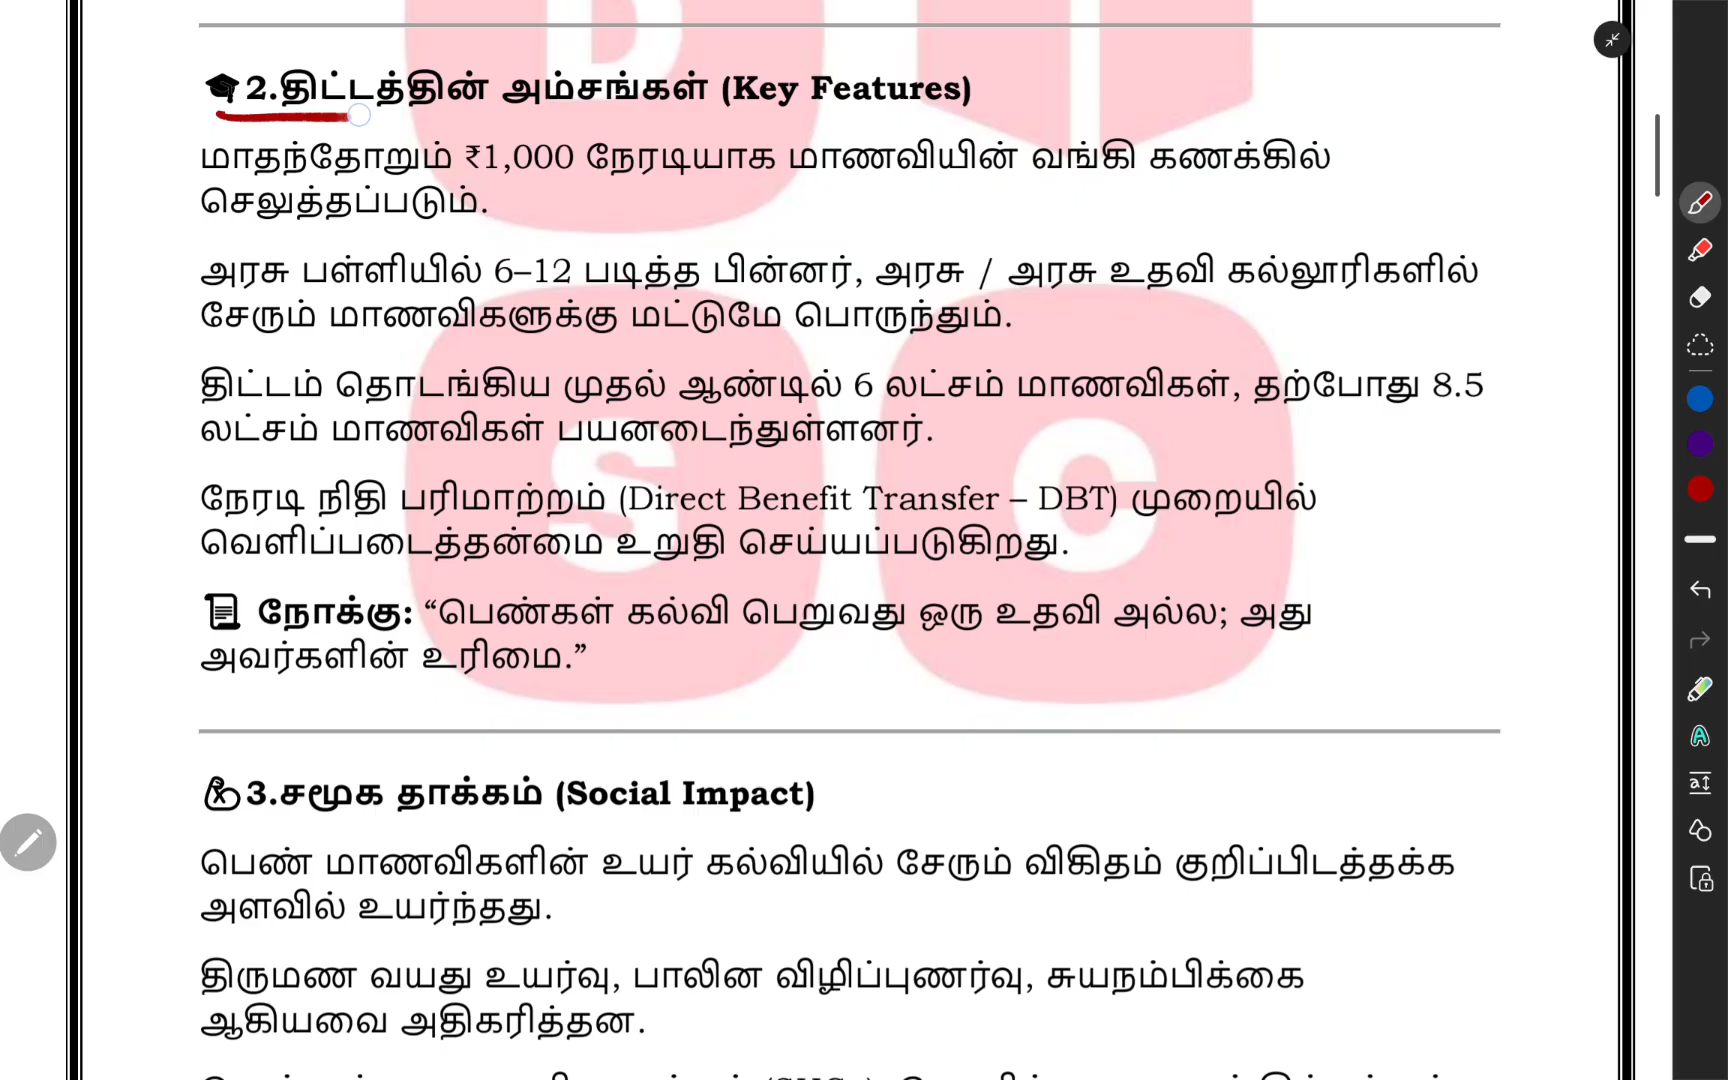 2.திட்டத்தின் அம்சங்கள் (Key Features)
மாதந்தோறும் ₹1,000 நேரடியாக மாணவியின் வங்கி கணக்கில்
செலுத்தப்படும்.
அரசு பள்ளியில் 6–12 படித்த பின்னர், அரசு / அரசு உதவி கல்லூரிகளில்
சேரும் மாணவிகளுக்கு மட்டுமே பொருந்தும்.
திட்டம் தொடங்கிய முதல் ஆண்டில் 6 லட்சம் மாணவிகள், தற்போது 8.5
லட்சம் மாணவிகள் பயனடைந்துள்ளனர்.
நேரடி நிதி பரிமாற்றம் (Direct Benefit Transfer – DBT) முறையில்
வெளிப்படைத்தன்மை உறுதி செய்யப்படுகிறது.
நோக்கு: “பெண்கள் கல்வி பெறுவது ஒரு உதவி அல்ல; அது
அவர்களின் உரிமை.”
3.சமூக தாக்கம் (Social Impact)
பெண் மாணவிகளின் உயர் கல்வியில் சேரும் விகிதம் குறிப்பிடத்தக்க
அளவில் உயர்ந்தது.
திருமண வயது உயர்வு, பாலின விழிப்புணர்வு, சுயநம்பிக்கை
ஆகியவை அதிகரித்தன.
D
S C